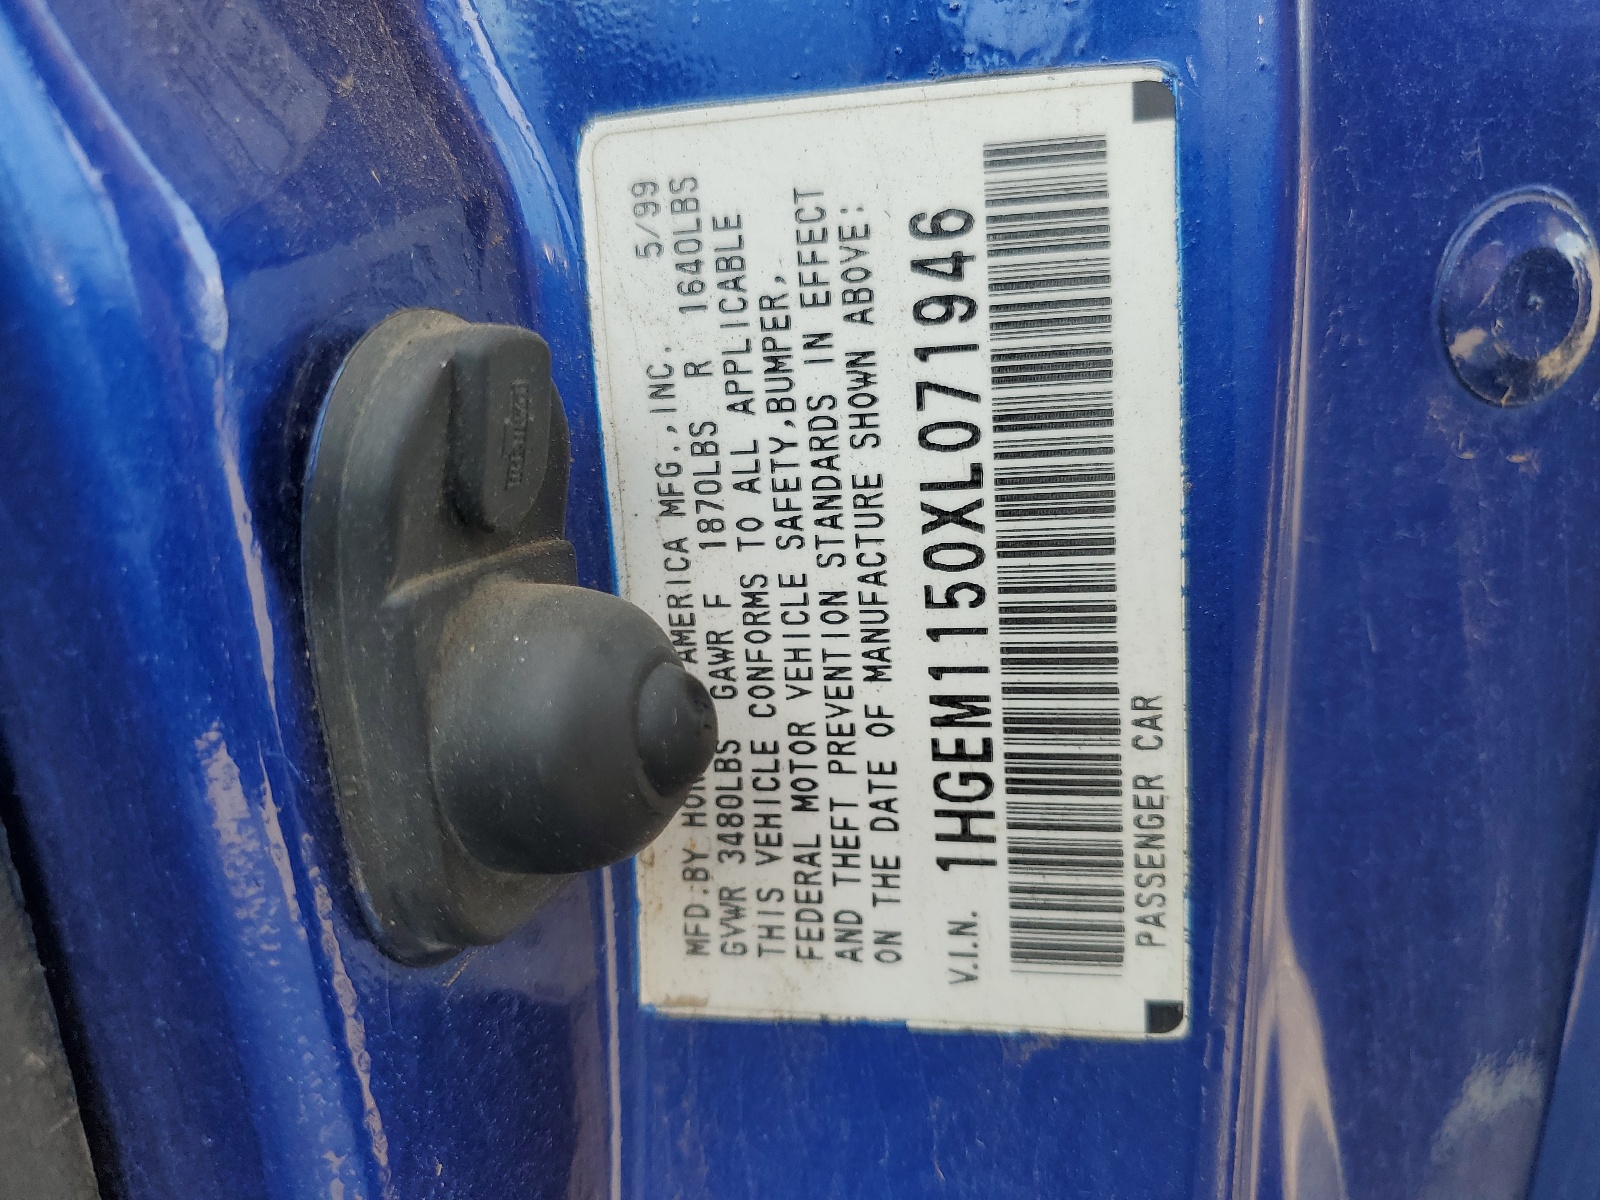 MFD.BY AMERICA MFG.,INC. 5/99
GVWR 3480LBS GAWR F 1870LBS R 1640LBS
THIS VEHICLE CONFORMS TO ALL APPLICABLE
FEDERAL MOTOR VEHICLE SAFETY,BUMPER,
AND THEFT PREVENTION STANDARDS IN EFFECT
ON THE DATE OF MANUFACTURE SHOWN ABOVE:
V.I.N. 1HGEM1150XL071946
PASSENGER CAR